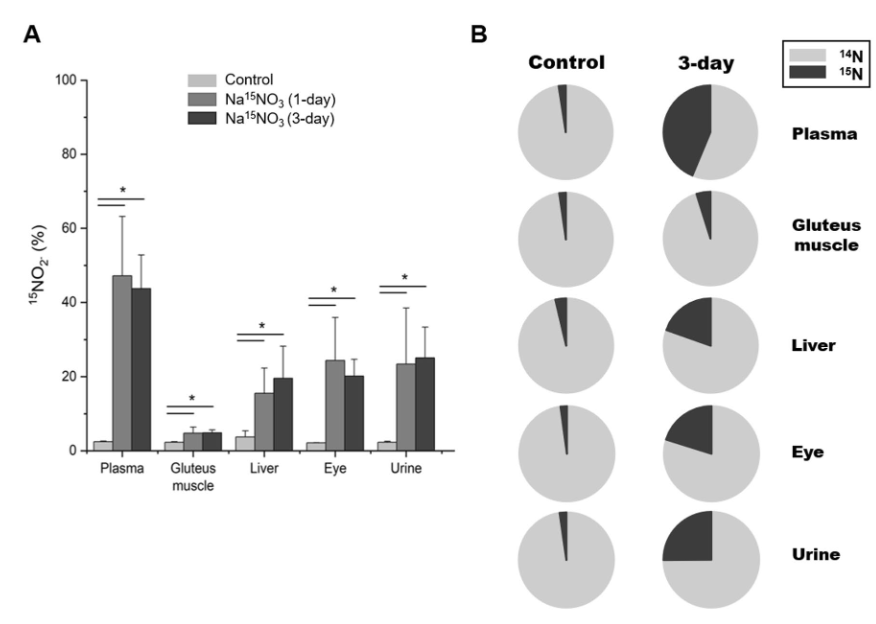 A
Control
Na¹⁵NO₃ (1-day)
Na¹⁵NO₃ (3-day)
100
80
60
40
20
0
¹⁵NO₂- (%)
*
*
*
*
*
Plasma
Gluteus
muscle
Liver
Eye
Urine
B
Control
3-day
¹⁴N
¹⁵N
Plasma
Gluteus
muscle
Liver
Eye
Urine